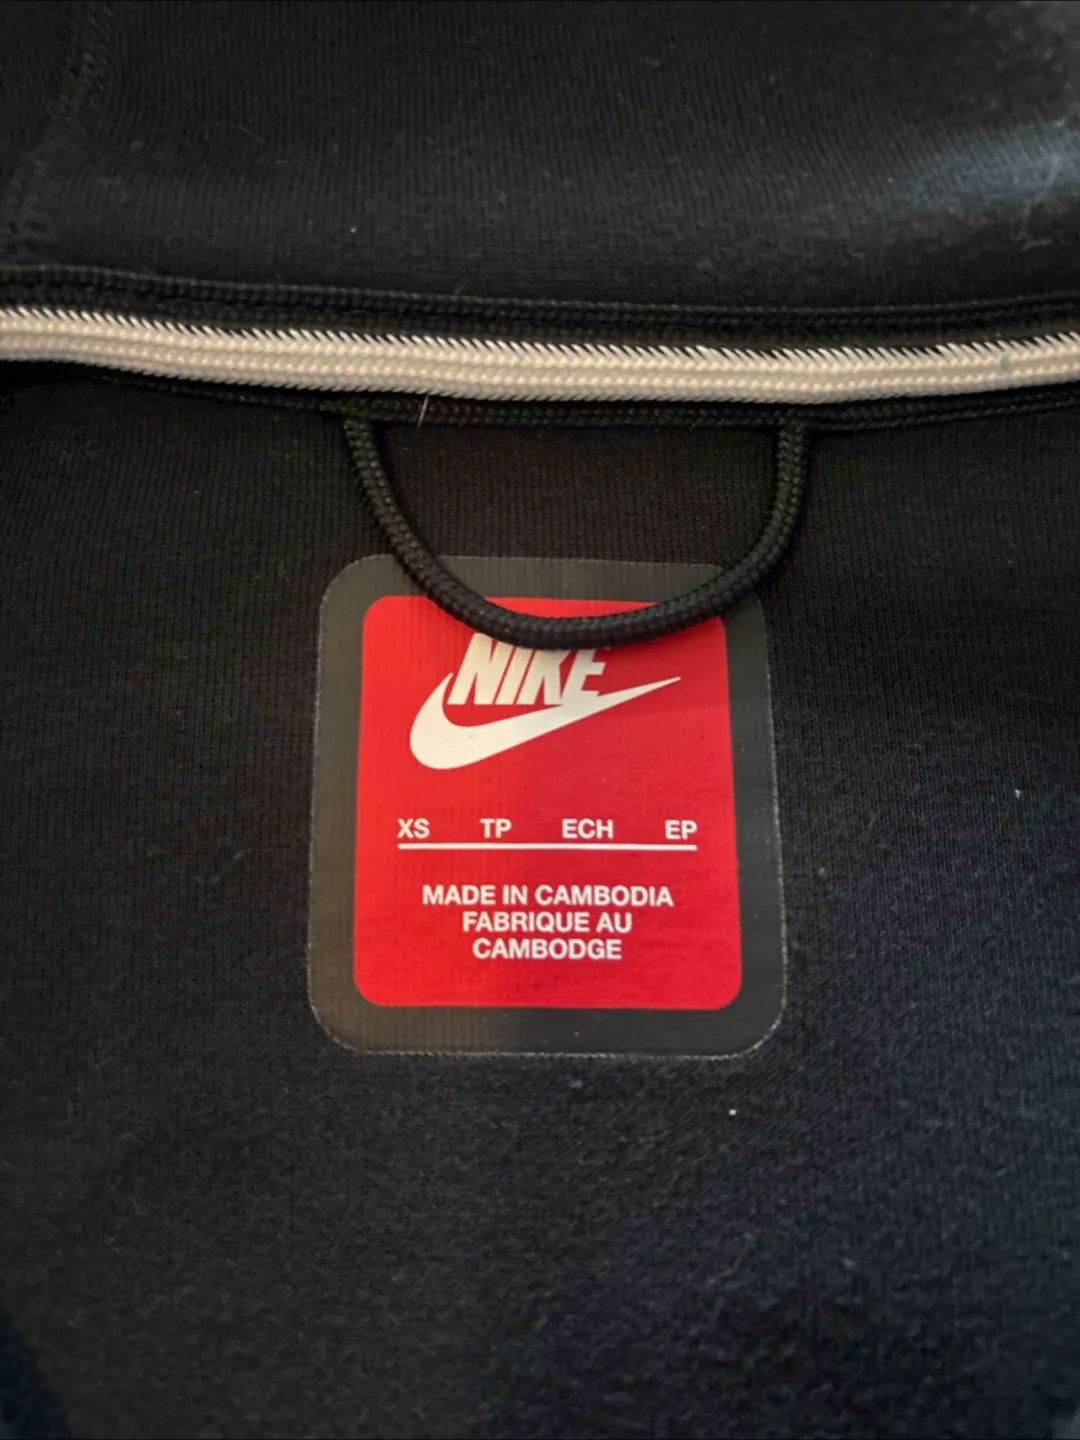 NIKE
XS TP ECH EP
MADE IN CAMBODIA
FABRIQUE AU
CAMBODGE